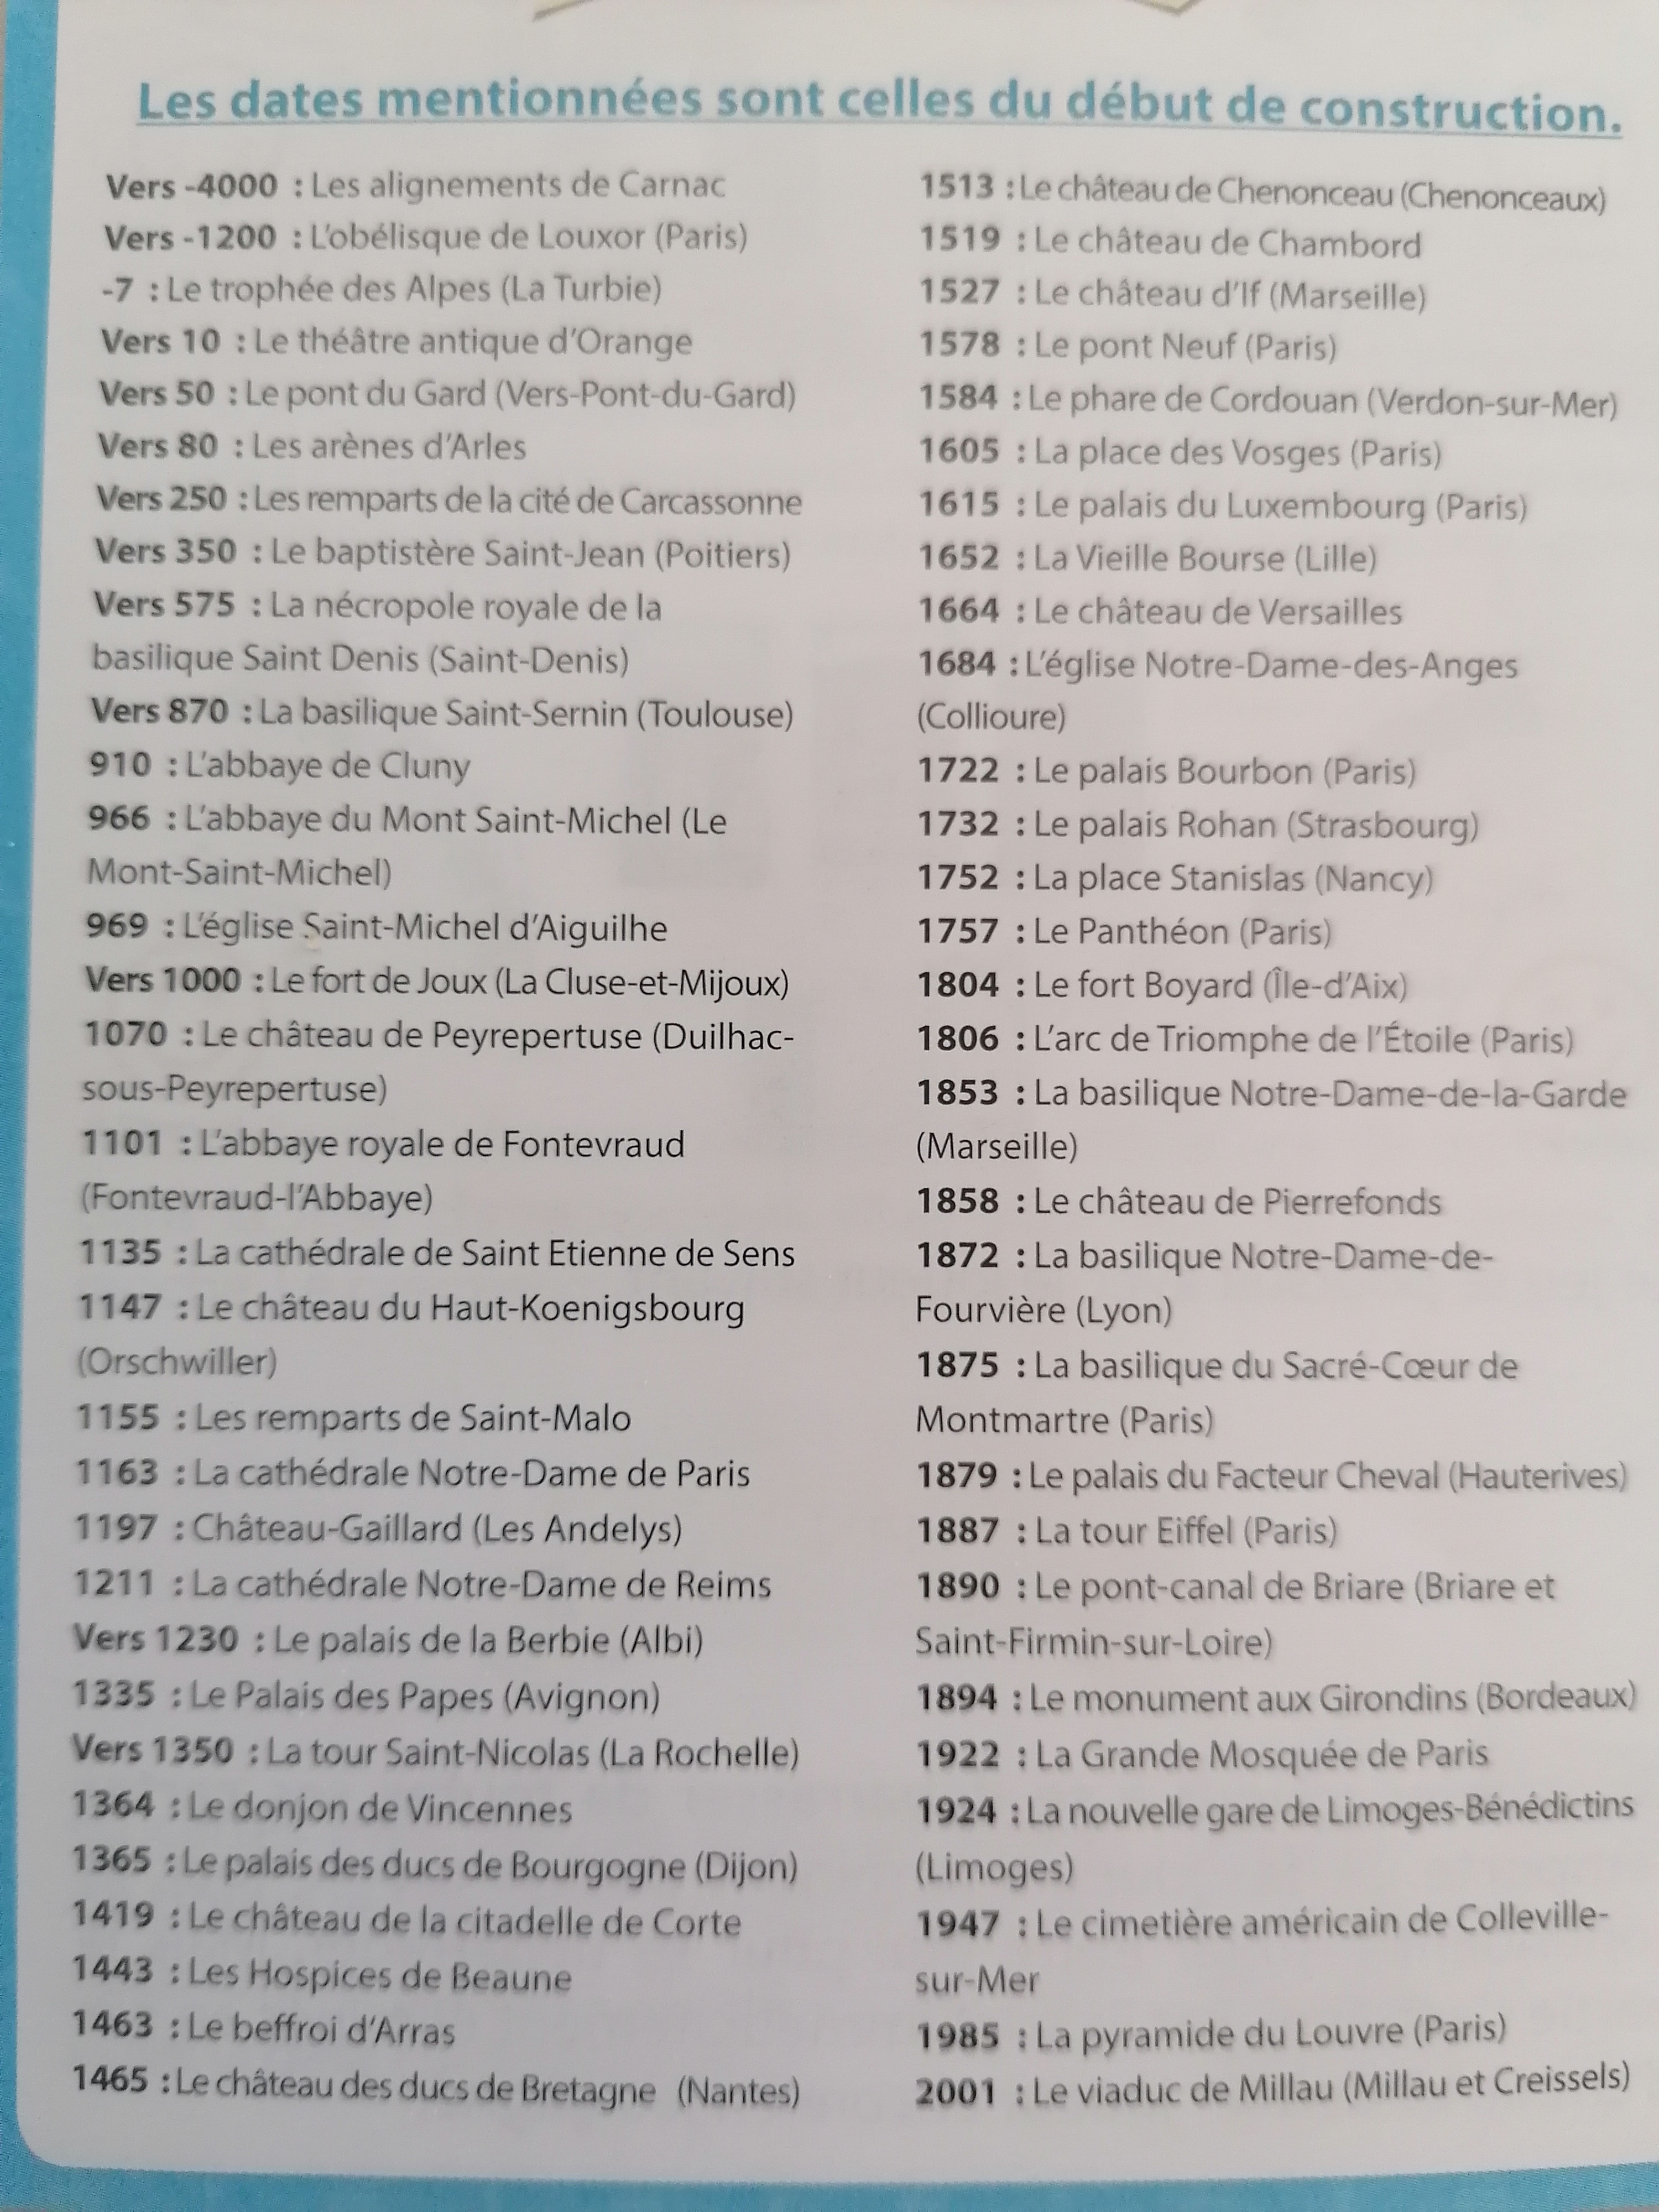 Les dates mentionnées sont celles du début de construction.
Vers -4000 : Les alignements de Carnac
Vers -1200 : L'obélisque de Louxor (Paris)
-7 : Le trophée des Alpes (La Turbie)
Vers 10 : Le théâtre antique d'Orange
Vers 50 : Le pont du Gard (Vers-Pont-du-Gard)
Vers 80 : Les arènes d'Arles
Vers 250 : Les remparts de la cité de Carcassonne
Vers 350 : Le baptistère Saint-Jean (Poitiers)
Vers 575 : La nécropole royale de la
basilique Saint Denis (Saint-Denis)
Vers 870 : La basilique Saint-Sernin (Toulouse)
910 : L'abbaye de Cluny
966 : L'abbaye du Mont Saint-Michel (Le
Mont-Saint-Michel)
969 : L'église Saint-Michel d'Aiguilhe
Vers 1000 : Le fort de Joux (La Cluse-et-Mijoux)
1070 : Le château de Peyrepertuse (Duilhac-
sous-Peyrepertuse)
1101 : L'abbaye royale de Fontevraud
(Fontevraud-l'Abbaye)
1135 : La cathédrale de Saint Etienne de Sens
1147 : Le château du Haut-Koenigsbourg
(Orschwiller)
1155 : Les remparts de Saint-Malo
1163 : La cathédrale Notre-Dame de Paris
1197 : Château-Gaillard (Les Andelys)
1211 : La cathédrale Notre-Dame de Reims
Vers 1230 : Le palais de la Berbie (Albi)
1335 : Le Palais des Papes (Avignon)
Vers 1350 : La tour Saint-Nicolas (La Rochelle)
1364 : Le donjon de Vincennes
1365 : Le palais des ducs de Bourgogne (Dijon)
1419 : Le château de la citadelle de Corte
1443 : Les Hospices de Beaune
1463 : Le beffroi d'Arras
1465 : Le château des ducs de Bretagne (Nantes)
1513 : Le château de Chenonceau (Chenonceaux)
1519 : Le château de Chambord
1527 : Le château d'If (Marseille)
1578 : Le pont Neuf (Paris)
1584 : Le phare de Cordouan (Verdon-sur-Mer)
1605 : La place des Vosges (Paris)
1615 : Le palais du Luxembourg (Paris)
1652 : La Vieille Bourse (Lille)
1664 : Le château de Versailles
1684 : L'église Notre-Dame-des-Anges
(Collioure)
1722 : Le palais Bourbon (Paris)
1732 : Le palais Rohan (Strasbourg)
1752 : La place Stanislas (Nancy)
1757 : Le Panthéon (Paris)
1804 : Le fort Boyard (Île-d'Aix)
1806 : L'arc de Triomphe de l'Étoile (Paris)
1853 : La basilique Notre-Dame-de-la-Garde
(Marseille)
1858 : Le château de Pierrefonds
1872 : La basilique Notre-Dame-de-
Fourvière (Lyon)
1875 : La basilique du Sacré-Cœur de
Montmartre (Paris)
1879 : Le palais du Facteur Cheval (Hauterives)
1887 : La tour Eiffel (Paris)
1890 : Le pont-canal de Briare (Briare et
Saint-Firmin-sur-Loire)
1894 : Le monument aux Girondins (Bordeaux)
1922 : La Grande Mosquée de Paris
1924 : La nouvelle gare de Limoges-Bénédictins
(Limoges)
1947 : Le cimetière américain de Colleville-
sur-Mer
1985 : La pyramide du Louvre (Paris)
2001 : Le viaduc de Millau (Millau et Creissels)